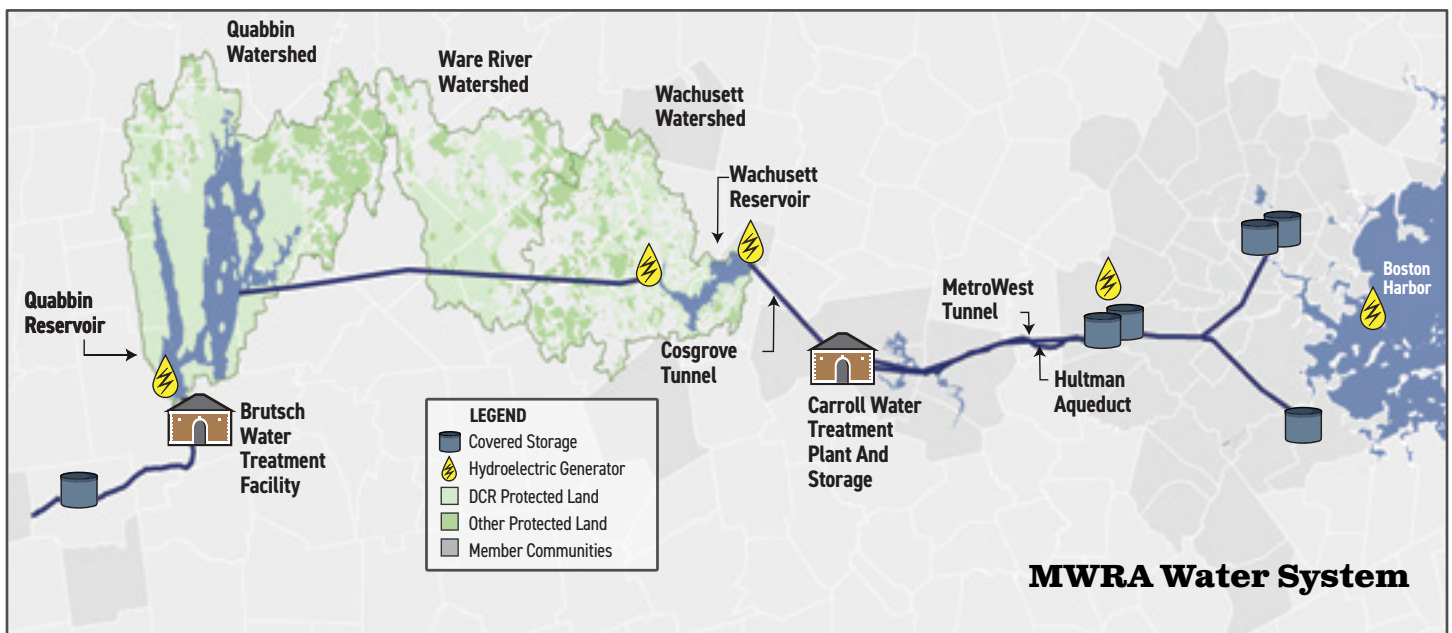 Quabbin
Watershed
Ware River
Watershed
Wachusett
Watershed
Wachusett
Reservoir
Quabbin
Reservoir
Cosgrove
Tunnel
MetroWest
Tunnel
Boston
Harbor
Hultman
Aqueduct
Brutsch
Water
Treatment
Facility
Carroll Water
Treatment
Plant And
Storage
LEGEND
Covered Storage
Hydroelectric Generator
DCR Protected Land
Other Protected Land
Member Communities
MWRA Water System